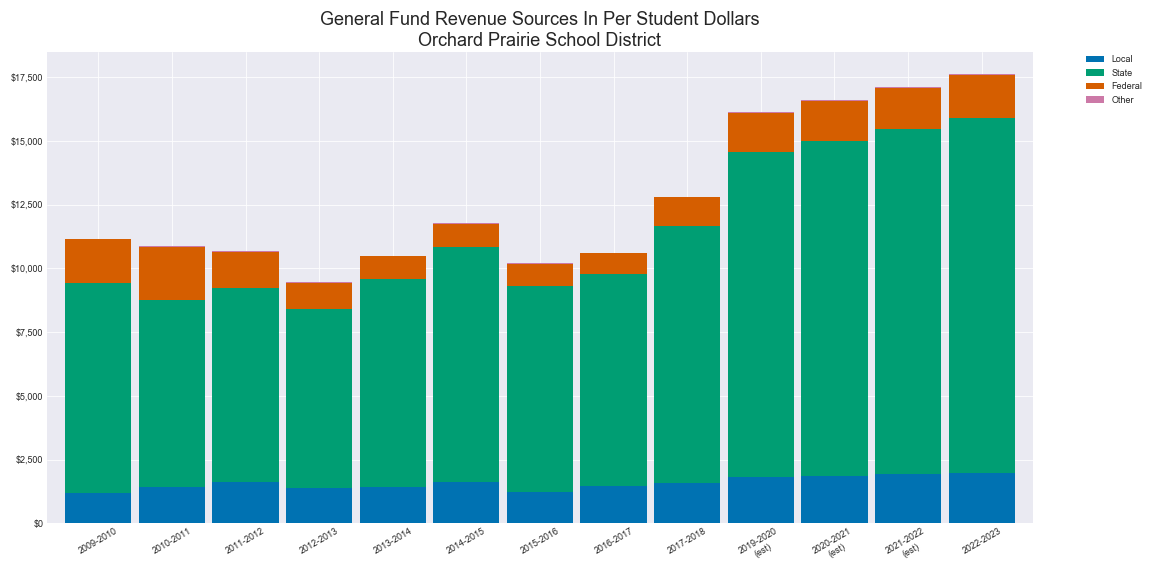 General Fund Revenue Sources In Per Student Dollars
Orchard Prairie School District
Local
State
Federal
Other
$17,500
$15,000
$12,500
$10,000
$7,500
$5,000
$2,500
$0
2009-2010
2010-2011
2011-2012
2012-2013
2013-2014
2014-2015
2015-2016
2016-2017
2017-2018
2019-2020
(est)
2020-2021
(est)
2021-2022
(est)
2022-2023